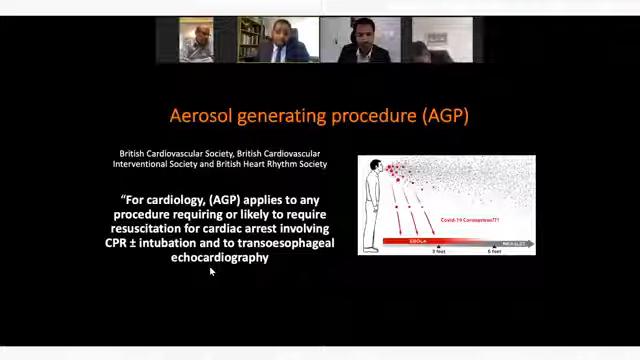 Aerosol generating procedure (AGP)
British Cardiovascular Society, British Cardiovascular
Interventional Society and British Heart Rhythm Society
“For cardiology, (AGP) applies to any
procedure requiring or likely to require
resuscitation for cardiac arrest involving
CPR ± intubation and to transoesophageal
echocardiography
Covid-19 Coronavirus???
EBOLA
MEASLES
3 feet
6 feet